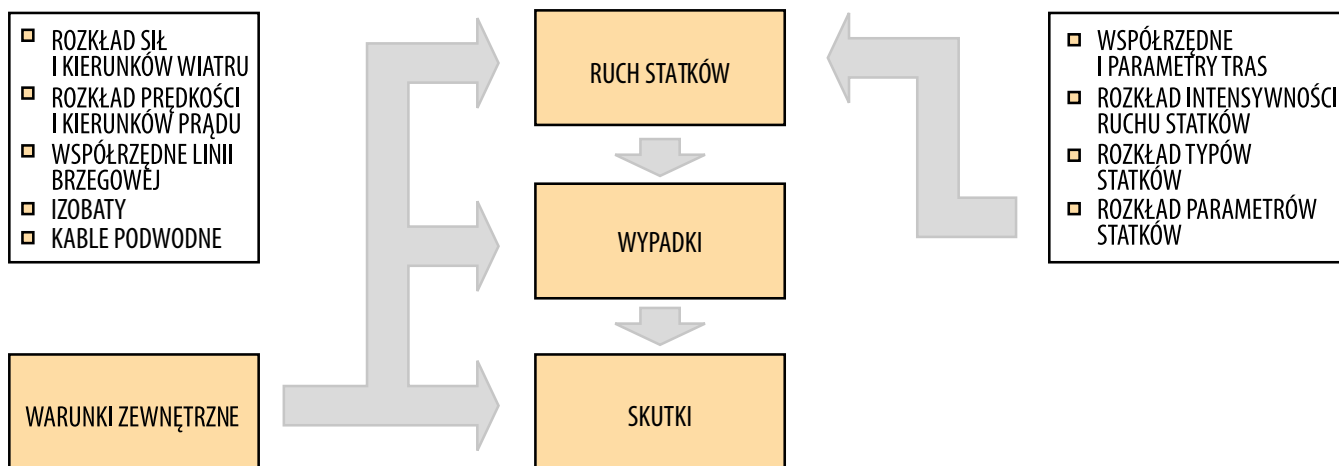 ROZKŁAD SIŁ
I KIERUNKÓW WIATRU
ROZKŁAD PRĘDKOŚCI
I KIERUNKÓW PRĄDU
WSPÓŁRZĘDNE LINII
BRZEGOWEJ
IZOBATY
KABLE PODWODNE
WARUNKI ZEWNĘTRZNE
RUCH STATKÓW
WYPADKI
SKUTKI
WSPÓŁRZĘDNE
I PARAMETRY TRAS
ROZKŁAD INTENSYWNOŚCI
RUCHU STATKÓW
ROZKŁAD TYPÓW
STATKÓW
ROZKŁAD PARAMETRÓW
STATKÓW